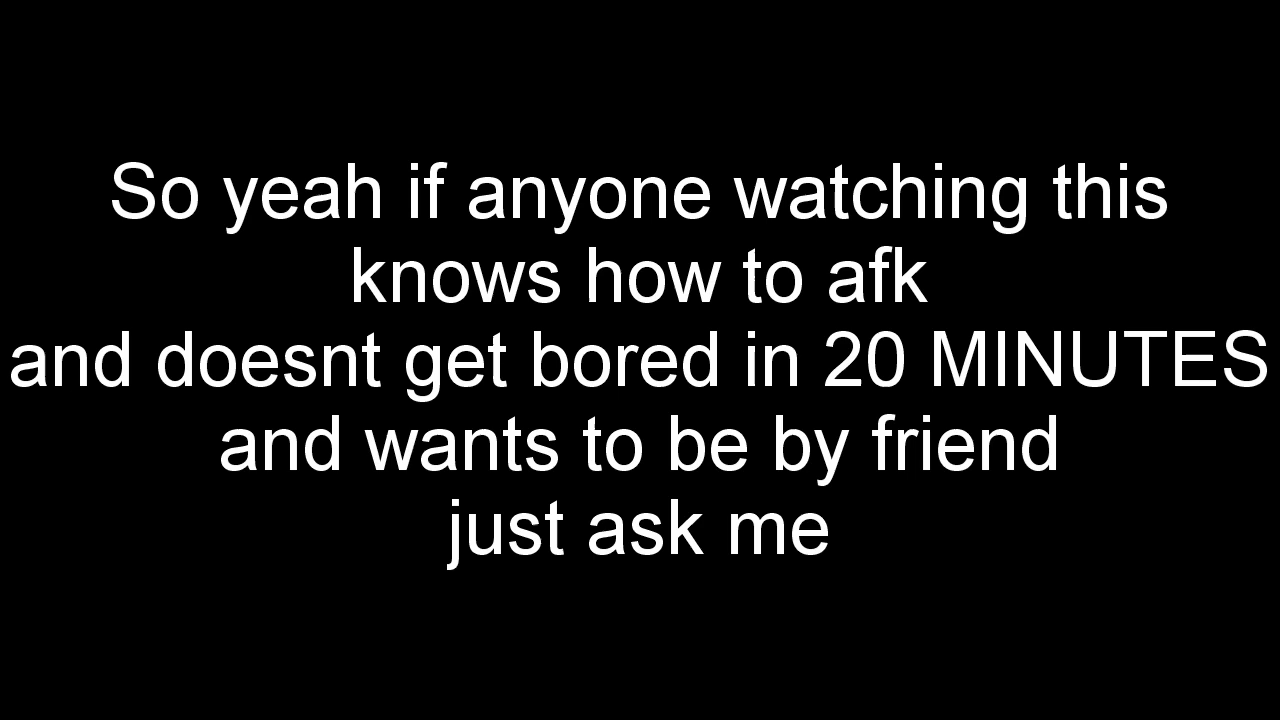 So yeah if anyone watching this
knows how to afk
and doesnt get bored in 20 MINUTES
and wants to be by friend
just ask me